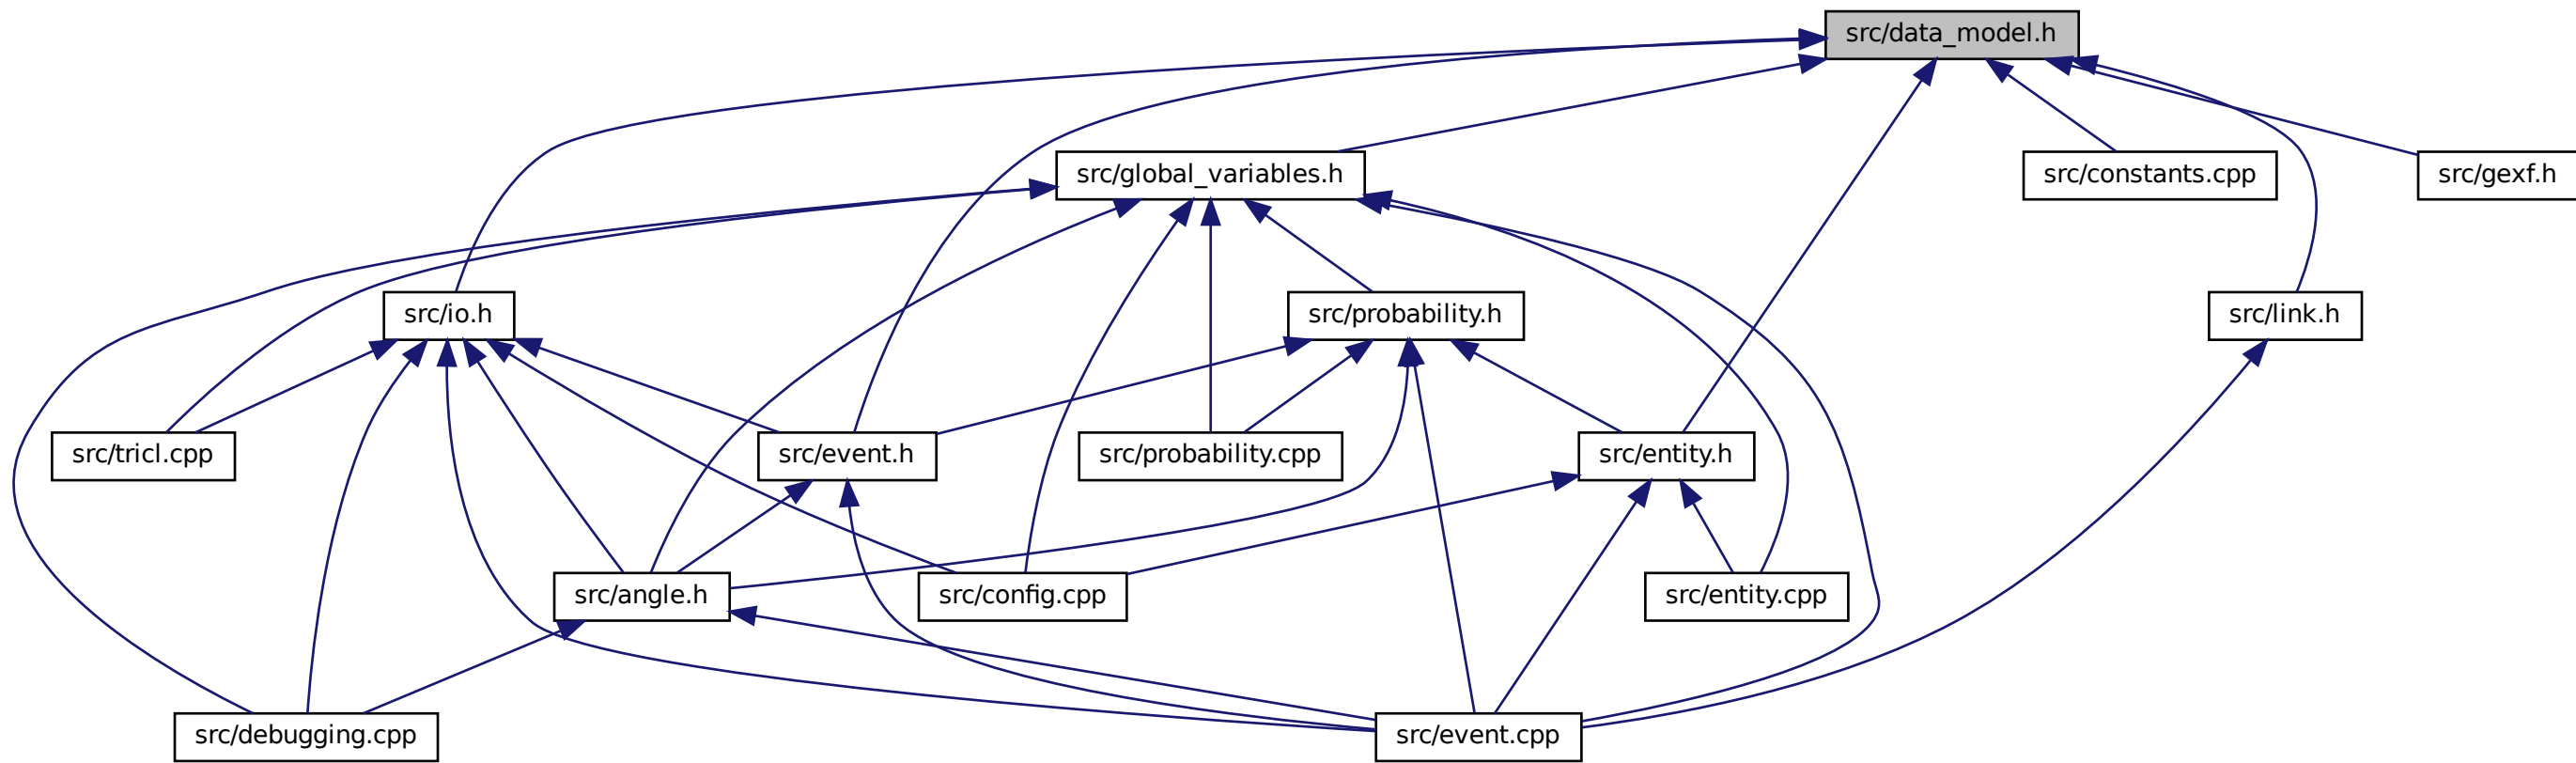 src/data_model.h
src/global_variables.h
src/constants.cpp
src/gexf.h
src/io.h
src/probability.h
src/link.h
src/tricl.cpp
src/event.h
src/probability.cpp
src/entity.h
src/angle.h
src/config.cpp
src/entity.cpp
src/debugging.cpp
src/event.cpp